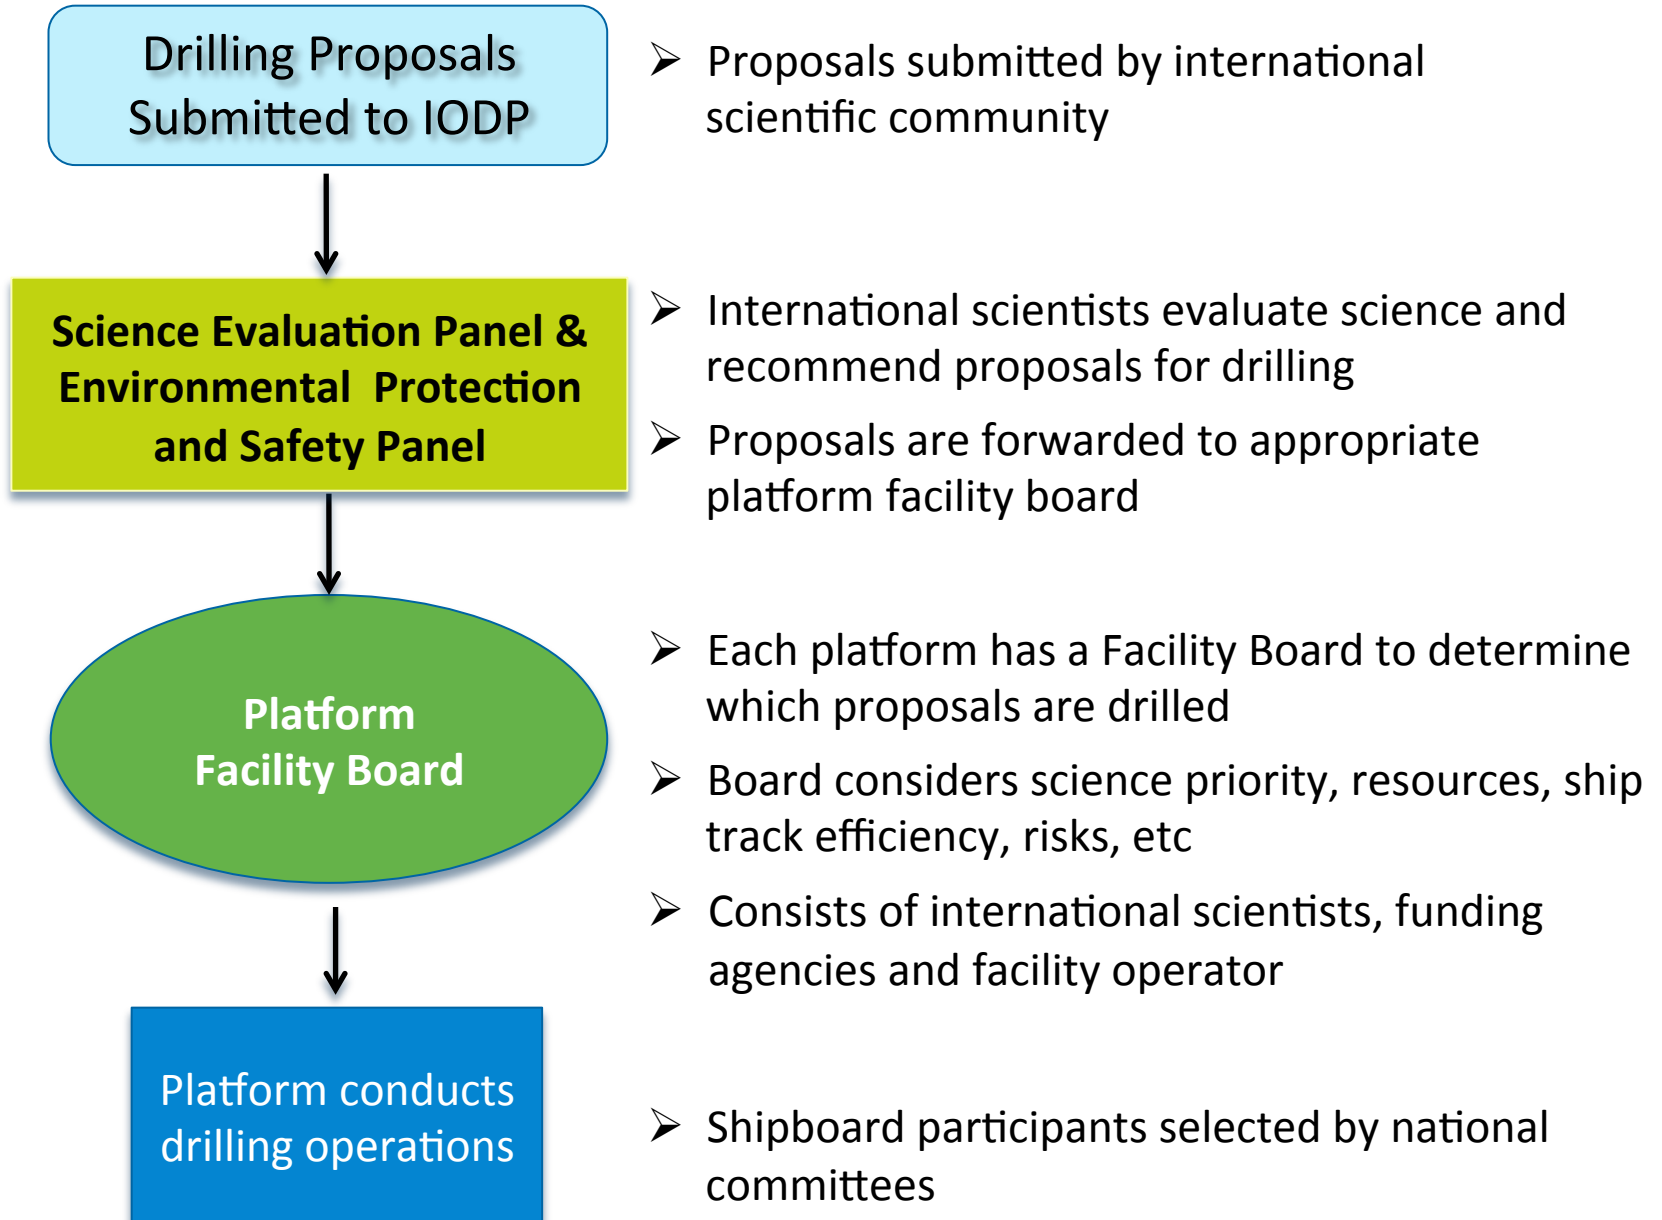 Drilling Proposals
Submitted to IODP
➢ Proposals submitted by international
scientific community
Science Evaluation Panel &
Environmental  Protection
and Safety Panel
➢ International scientists evaluate science and
recommend proposals for drilling
➢ Proposals are forwarded to appropriate
platform facility board
Platform
Facility Board
➢ Each platform has a Facility Board to determine
which proposals are drilled
➢ Board considers science priority, resources, ship
track efficiency, risks, etc
➢ Consists of international scientists, funding
agencies and facility operator
Platform conducts
drilling operations
➢ Shipboard participants selected by national
committees